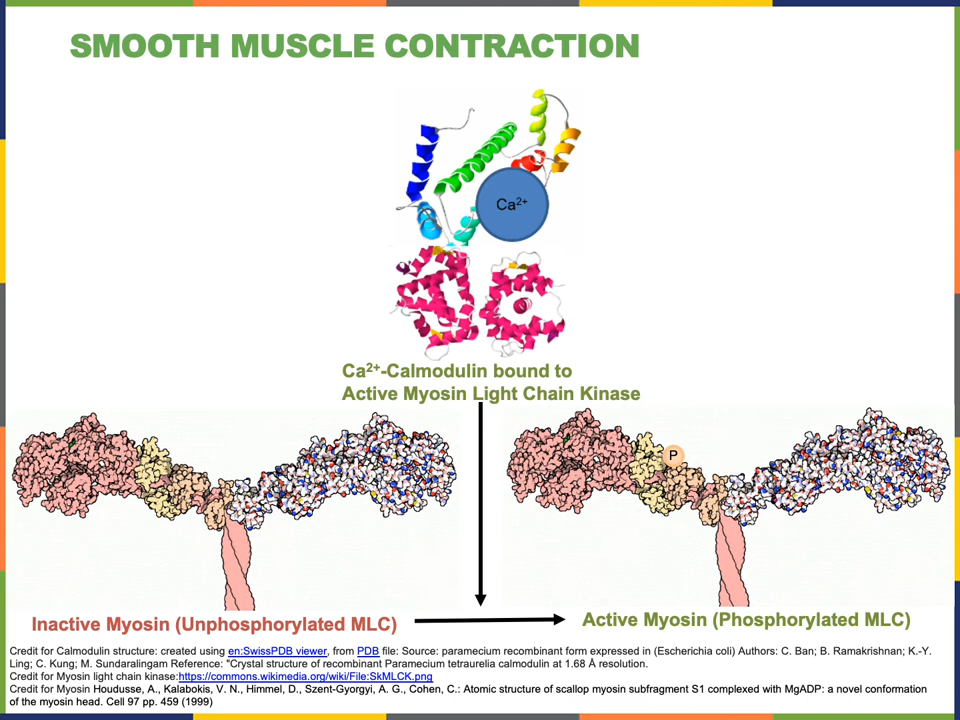 SMOOTH MUSCLE CONTRACTION
Ca2+
Ca2+-Calmodulin bound to
Active Myosin Light Chain Kinase
P
Inactive Myosin (Unphosphorylated MLC)
Active Myosin (Phosphorylated MLC)
Credit for Calmodulin structure: created using en:SwissPDB viewer, from PDB file: Source: paramecium recombinant form expressed in (Escherichia coli) Authors: C. Ban; B. Ramakrishnan; K.-Y.
Ling; C. Kung; M. Sundaralingam Reference: "Crystal structure of recombinant Paramecium tetraurelia calmodulin at 1.68 Å resolution.
Credit for Myosin light chain kinase:https://commons.wikimedia.org/wiki/File:SkMLCK.png
Credit for Myosin Houdusse, A., Kalabokis, V. N., Himmel, D., Szent-Gyorgyi, A. G., Cohen, C.: Atomic structure of scallop myosin subfragment S1 complexed with MgADP: a novel conformation
of the myosin head. Cell 97 pp. 459 (1999)